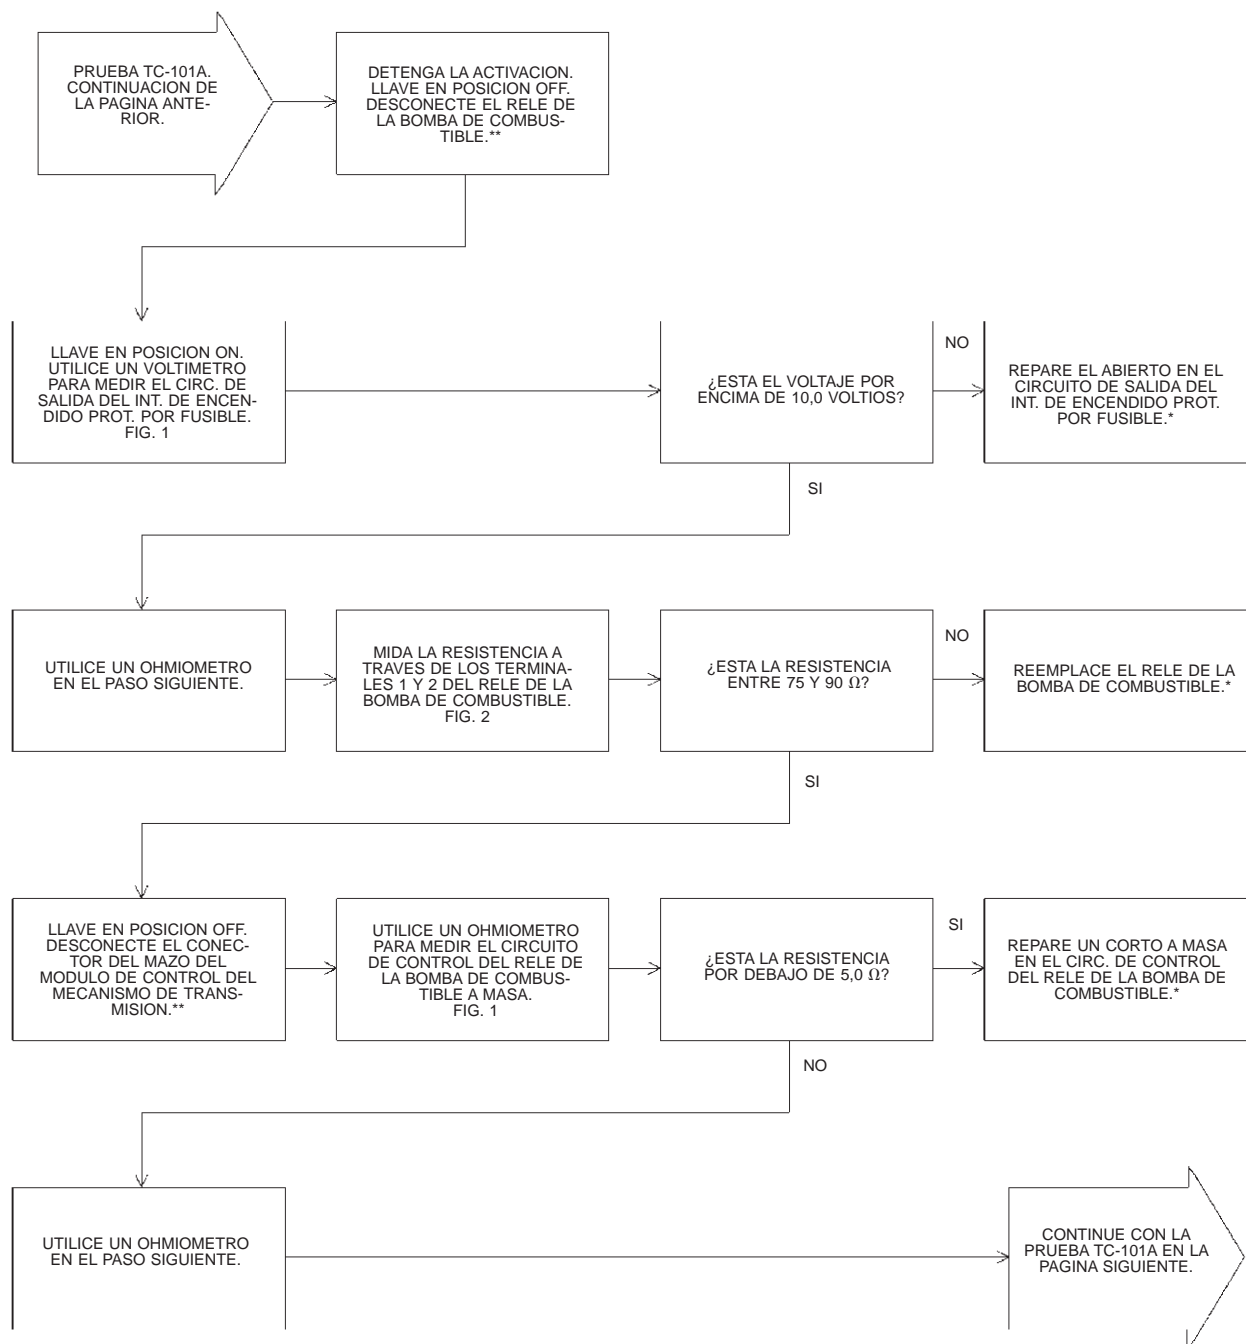 PRUEBA TC-101A.
CONTINUACION DE
LA PAGINA ANTE-
RIOR.
DETENGA LA ACTIVACION.
LLAVE EN POSICION OFF.
DESCONECTE EL RELE DE
LA BOMBA DE COMBUS-
TIBLE.**
LLAVE EN POSICION ON.
UTILICE UN VOLTIMETRO
PARA MEDIR EL CIRC. DE
SALIDA DEL INT. DE ENCEN-
DIDO PROT. POR FUSIBLE.
FIG. 1
¿ESTA EL VOLTAJE POR
ENCIMA DE 10,0 VOLTIOS?
NO
REPARE EL ABIERTO EN EL
CIRCUITO DE SALIDA DEL
INT. DE ENCENDIDO PROT.
POR FUSIBLE.*
SI
UTILICE UN OHMIOMETRO
EN EL PASO SIGUIENTE.
MIDA LA RESISTENCIA A
TRAVES DE LOS TERMINA-
LES 1 Y 2 DEL RELE DE LA
BOMBA DE COMBUSTIBLE.
FIG. 2
¿ESTA LA RESISTENCIA
ENTRE 75 Y 90 Ω?
NO
REEMPLACE EL RELE DE LA
BOMBA DE COMBUSTIBLE.*
SI
LLAVE EN POSICION OFF.
DESCONECTE EL CONEC-
TOR DEL MAZO DEL
MODULO DE CONTROL DEL
MECANISMO DE TRANS-
MISION.**
UTILICE UN OHMIOMETRO
PARA MEDIR EL CIRCUITO
DE CONTROL DEL RELE DE
LA BOMBA DE COMBUS-
TIBLE A MASA.
FIG. 1
¿ESTA LA RESISTENCIA
POR DEBAJO DE 5,0 Ω?
SI
REPARE UN CORTO A MASA
EN EL CIRC. DE CONTROL
DEL RELE DE LA BOMBA DE
COMBUSTIBLE.*
NO
UTILICE UN OHMIOMETRO
EN EL PASO SIGUIENTE.
CONTINUE CON LA
PRUEBA TC-101A EN LA
PAGINA SIGUIENTE.